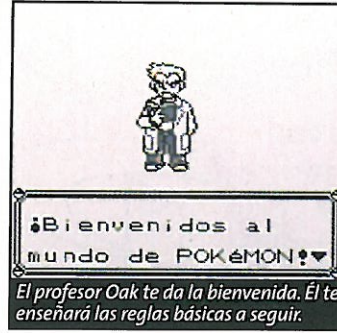 ¡Bienvenidos al
mundo de POKéMON!▼
El profesor Oak te da la bienvenida. Él te
enseñará las reglas básicas a seguir.